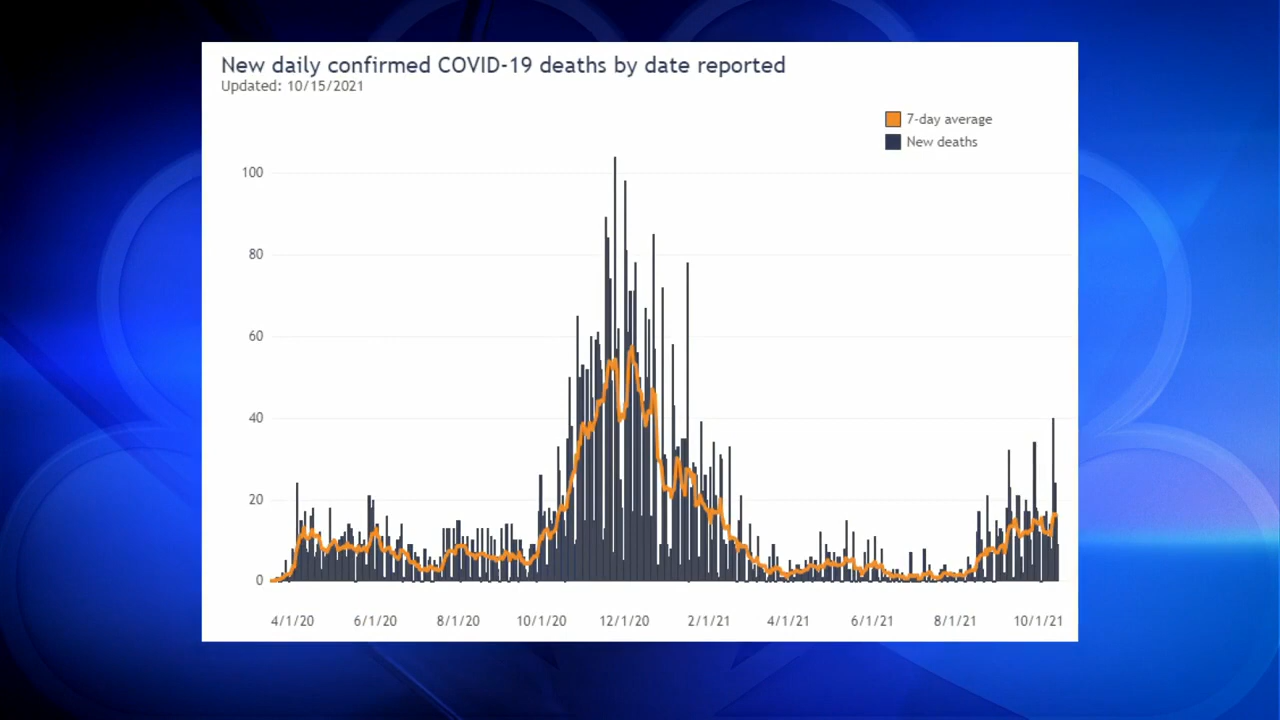 New daily confirmed COVID-19 deaths by date reported
Updated: 10/15/2021
7-day average
New deaths
100
80
60
40
20
0
4/1/20 6/1/20 8/1/20 10/1/20 12/1/20 2/1/21 4/1/21 6/1/21 8/1/21 10/1/21